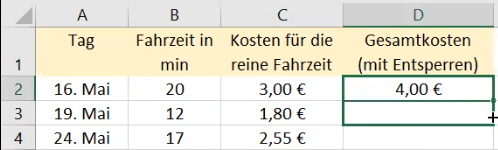 A B C D
Tag Fahrzeit in Kosten für die Gesamtkosten
1 min reine Fahrzeit (mit Entsperren)
2 16. Mai 20 3,00 € 4,00 €
3 19. Mai 12 1,80 €
4 24. Mai 17 2,55 €